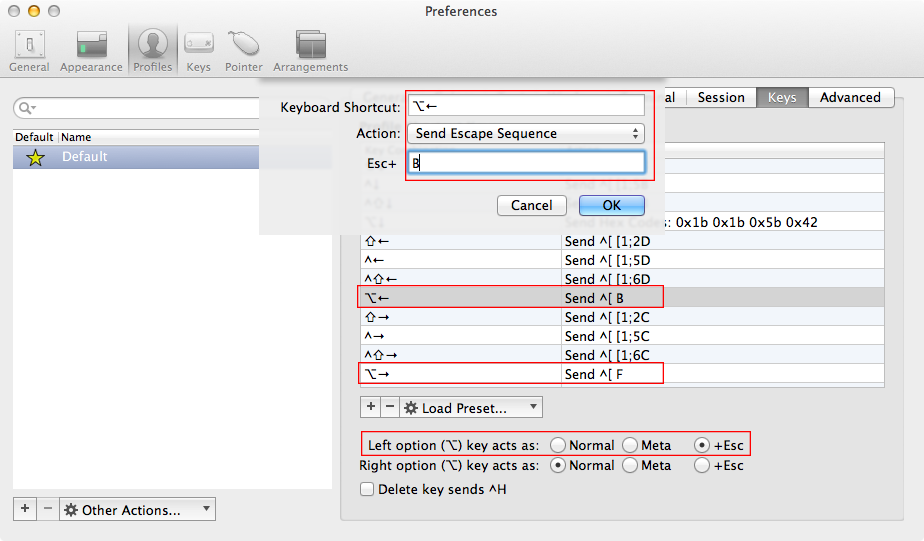 Preferences
General Appearance Profiles Keys Pointer Arrangements
Keyboard Shortcut: ⌥←
Action: Send Escape Sequence
Esc+ B
Cancel OK
al Session Keys Advanced
Default Name
Default
Codes: 0x1b 0x1b 0x5b 0x42
⇧← Send ^[ [1;2D
^← Send ^[ [1;5D
^⇧← Send ^[ [1;6D
⌥← Send ^[ B
⇧→ Send ^[ [1;2C
^→ Send ^[ [1;5C
^⇧→ Send ^[ [1;6C
⌥→ Send ^[ F
+ − Load Preset...
Left option (⌥) key acts as: Normal Meta +Esc
Right option (⌥) key acts as: Normal Meta +Esc
Delete key sends ^H
+ − Other Actions...